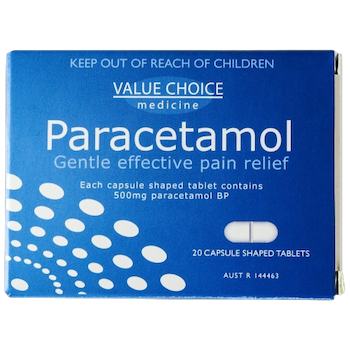 KEEP OUT OF REACH OF CHILDREN
VALUE CHOICE
medicine
Paracetamol
Gentle effective pain relief
Each capsule shaped tablet contains
500mg paracetamol BP
20 CAPSULE SHAPED TABLETS
AUST R 144463